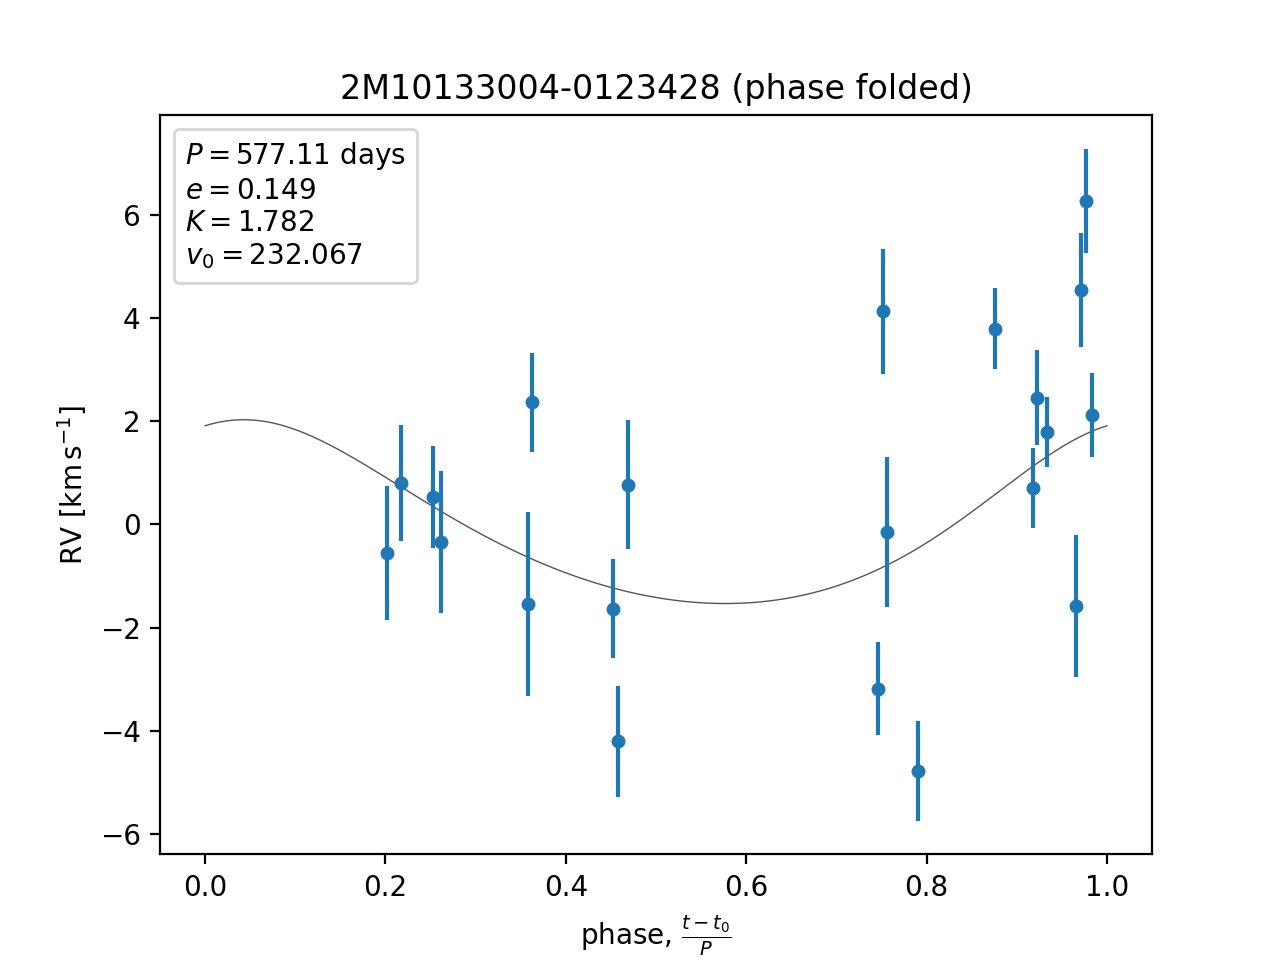 2M10133004-0123428 (phase folded)
P = 577.11 days
e = 0.149
K = 1.782
v₀ = 232.067
RV [km s⁻¹]
6
4
2
0
−2
−4
−6
0.0 0.2 0.4 0.6 0.8 1.0
phase, (t − t₀)/P